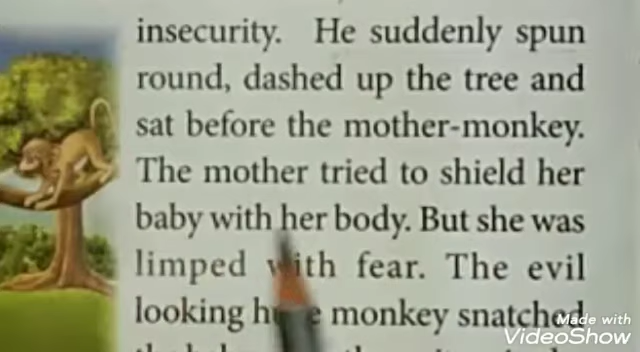 insecurity. He suddenly spun
round, dashed up the tree and
sat before the mother-monkey.
The mother tried to shield her
baby with her body. But she was
limped with fear. The evil
looking monkey snatched
Made with
VideoShow